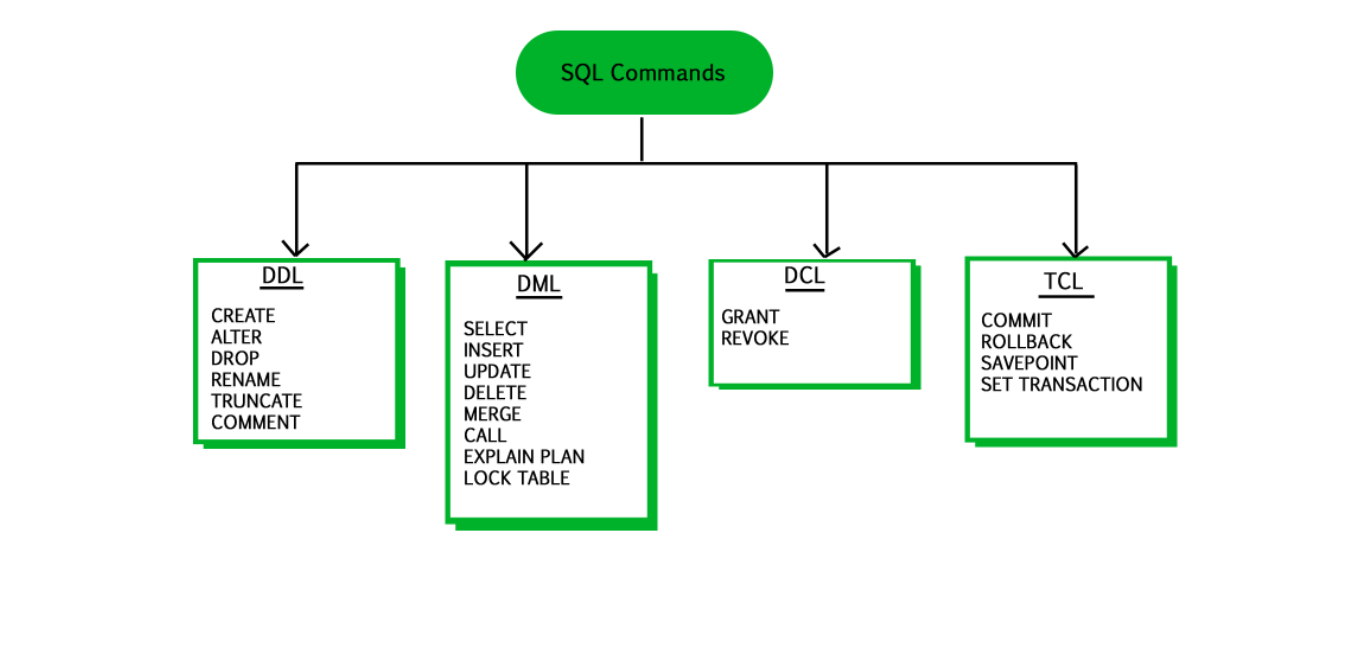 SQL Commands
DDL
CREATE
ALTER
DROP
RENAME
TRUNCATE
COMMENT
DML
SELECT
INSERT
UPDATE
DELETE
MERGE
CALL
EXPLAIN PLAN
LOCK TABLE
DCL
GRANT
REVOKE
TCL
COMMIT
ROLLBACK
SAVEPOINT
SET TRANSACTION